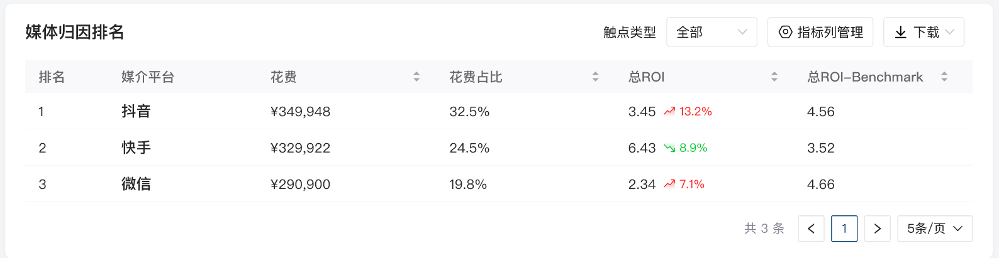 媒体归因排名 触点类型 全部 指标列管理 下载
排名 媒介平台 花费 花费占比 总ROI 总ROI-Benchmark
1 抖音 ¥349,948 32.5% 3.45 13.2% 4.56
2 快手 ¥329,922 24.5% 6.43 8.9% 3.52
3 微信 ¥290,900 19.8% 2.34 7.1% 4.66
共 3 条 1 5条/页